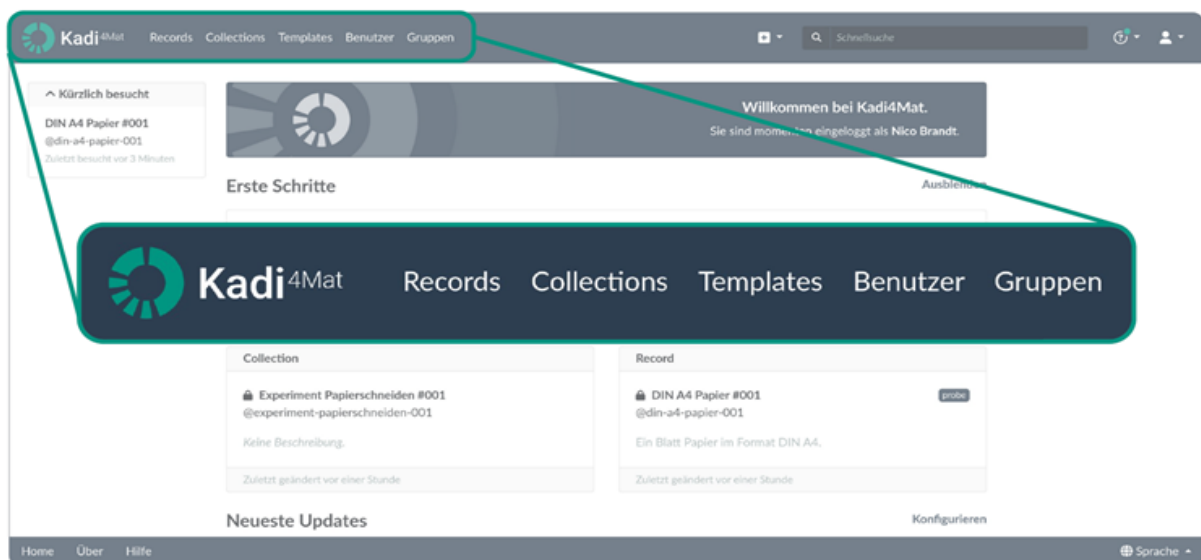 Kadi4Mat Records Collections Templates Benutzer Gruppen Schnellsuche
Kürzlich besucht
DIN A4 Papier #001
@din-a4-papier-001
Zuletzt besucht vor 3 Minuten
Willkommen bei Kadi4Mat.
Sie sind momentan eingeloggt als Nico Brandt.
Erste Schritte Ausblenden
Kadi4Mat Records Collections Templates Benutzer Gruppen
Collection
Experiment Papierschneiden #001
@experiment-papierschneiden-001
Keine Beschreibung.
Zuletzt geändert vor einer Stunde
Record
DIN A4 Papier #001 probe
@din-a4-papier-001
Ein Blatt Papier im Format DIN A4.
Zuletzt geändert vor einer Stunde
Neueste Updates Konfigurieren
Home Über Hilfe Sprache